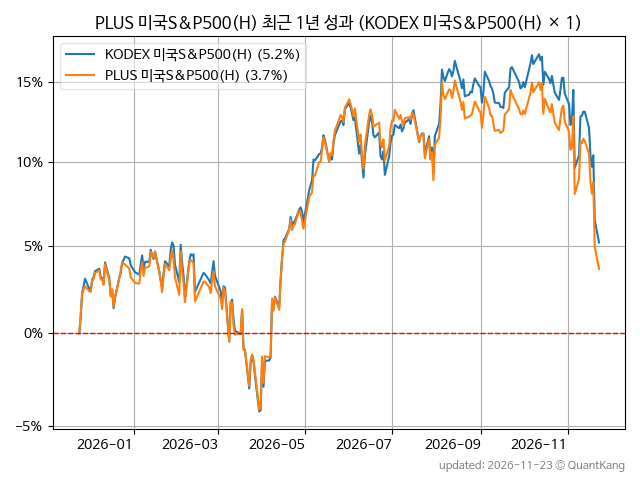 PLUS 미국S&P500(H) 최근 1년 성과 (KODEX 미국S&P500(H) × 1)
KODEX 미국S&P500(H) (5.2%)
PLUS 미국S&P500(H) (3.7%)
15%
10%
5%
0%
−5%
2026-01 2026-03 2026-05 2026-07 2026-09 2026-11
updated: 2026-11-23 © QuantKang